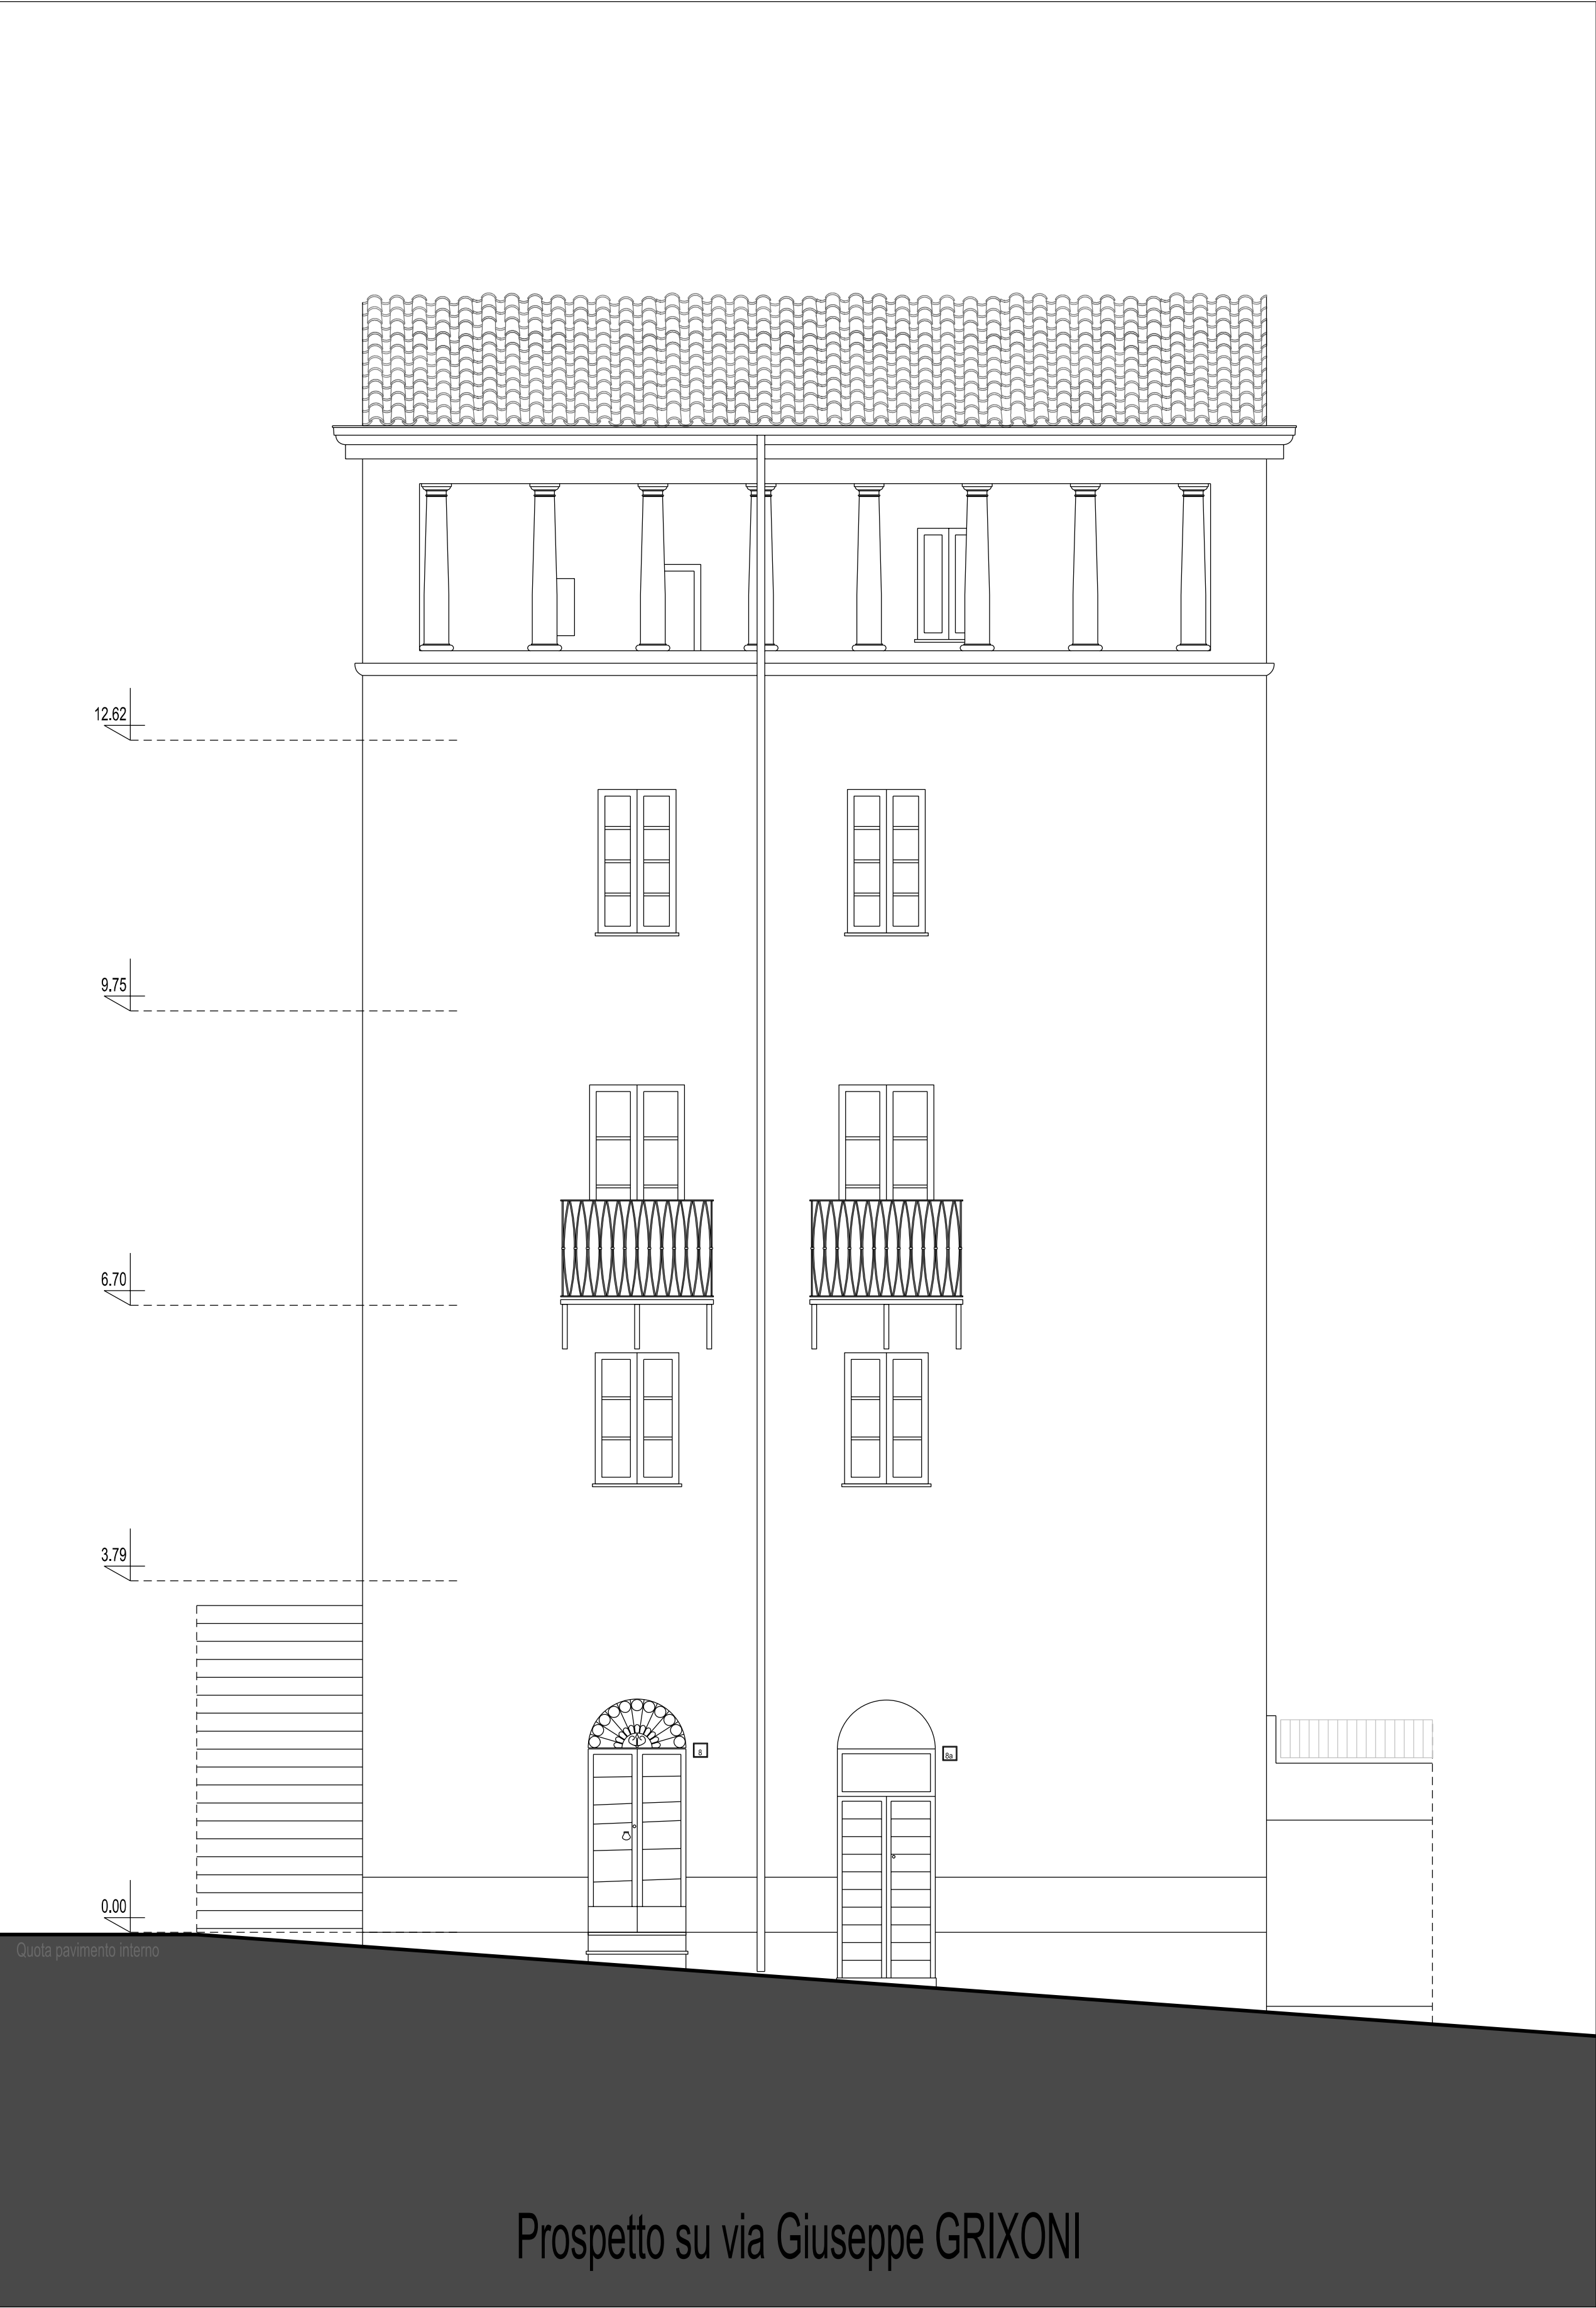 12.62
9.75
6.70
3.79
8
8a
0.00
Quota pavimento interno
Prospetto su via Giuseppe GRIXONI